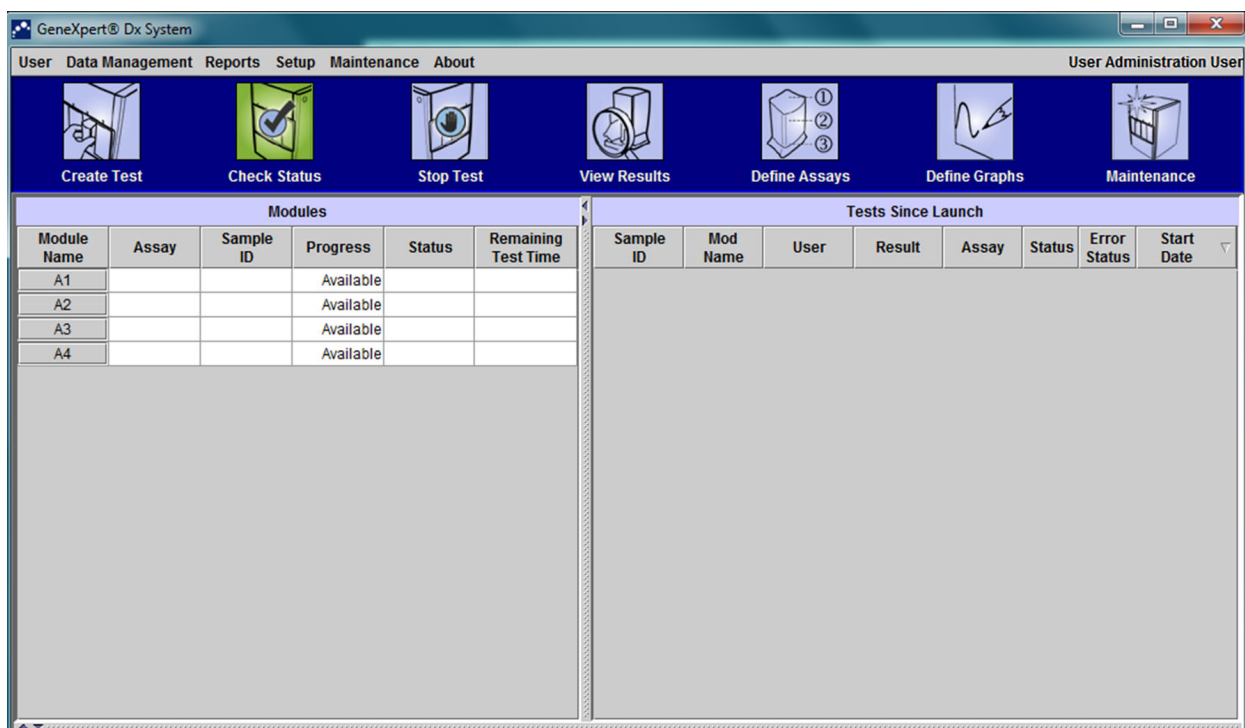 GeneXpert® Dx System
User Data Management Reports Setup Maintenance About User Administration User
① ② ③
Create Test Check Status Stop Test View Results Define Assays Define Graphs Maintenance
Modules
Module Name Assay Sample ID Progress Status Remaining Test Time
A1 Available
A2 Available
A3 Available
A4 Available
Tests Since Launch
Sample ID Mod Name User Result Assay Status Error Status Start Date